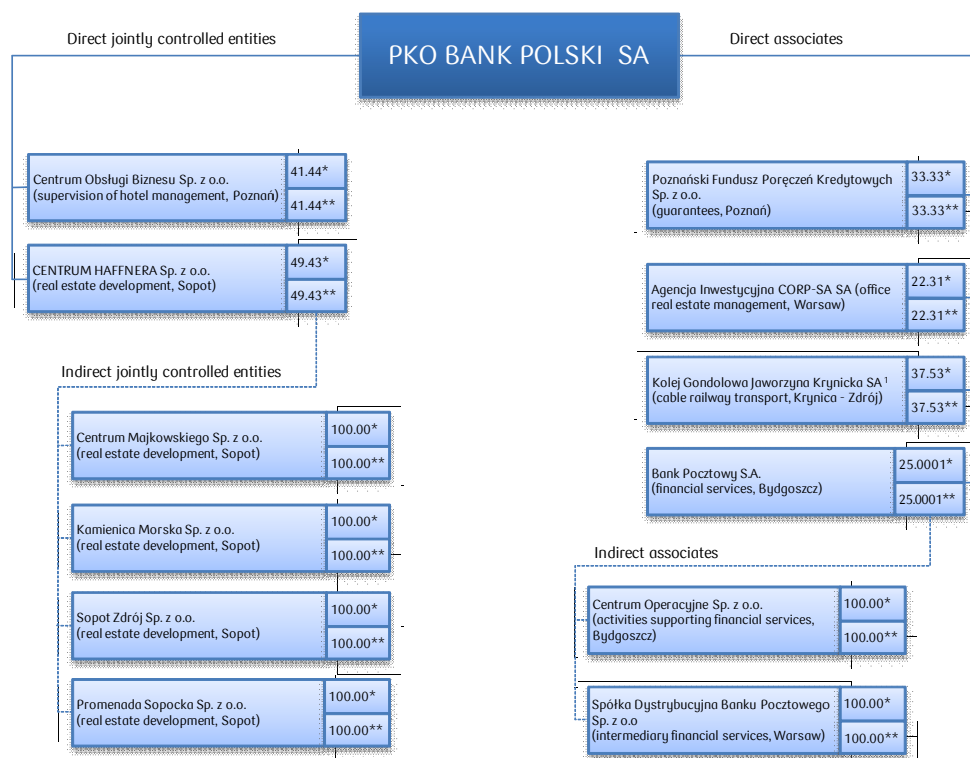 PKO BANK POLSKI SA
Direct jointly controlled entities
Centrum Obsługi Biznesu Sp. z o.o.
(supervision of hotel management, Poznań)
41.44*
41.44**
CENTRUM HAFFNERA Sp. z o.o.
(real estate development, Sopot)
49.43*
49.43**
Indirect jointly controlled entities
Centrum Majkowskiego Sp. z o.o.
(real estate development, Sopot)
100.00*
100.00**
Kamienica Morska Sp. z o.o.
(real estate development, Sopot)
100.00*
100.00**
Sopot Zdrój Sp. z o.o.
(real estate development, Sopot)
100.00*
100.00**
Promenada Sopocka Sp. z o.o.
(real estate development, Sopot)
100.00*
100.00**
Direct associates
Poznański Fundusz Poręczeń Kredytowych
Sp. z o.o.
(guarantees, Poznań)
33.33*
33.33**
Agencja Inwestycyjna CORP-SA SA (office
real estate management, Warsaw)
22.31*
22.31**
Kolej Gondolowa Jaworzyna Krynicka SA ¹
(cable railway transport, Krynica - Zdrój)
37.53*
37.53**
Bank Pocztowy S.A.
(financial services, Bydgoszcz)
25.0001*
25.0001**
Indirect associates
Centrum Operacyjne Sp. z o.o.
(activities supporting financial services,
Bydgoszcz)
100.00*
100.00**
Spółka Dystrybucyjna Banku Pocztowego
Sp. z o.o
(intermediary financial services, Warsaw)
100.00*
100.00**